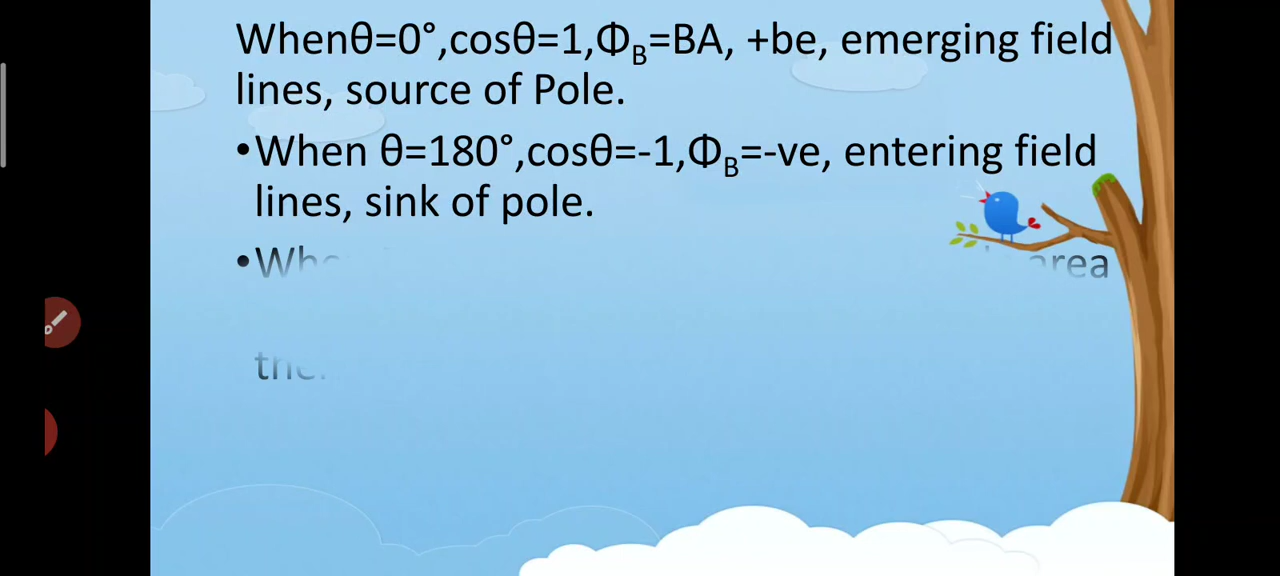 Whenθ=0°,cosθ=1,ΦB=BA, +be, emerging field
lines, source of Pole.
•When θ=180°,cosθ=-1,ΦB=-ve, entering field
lines, sink of pole.
• area